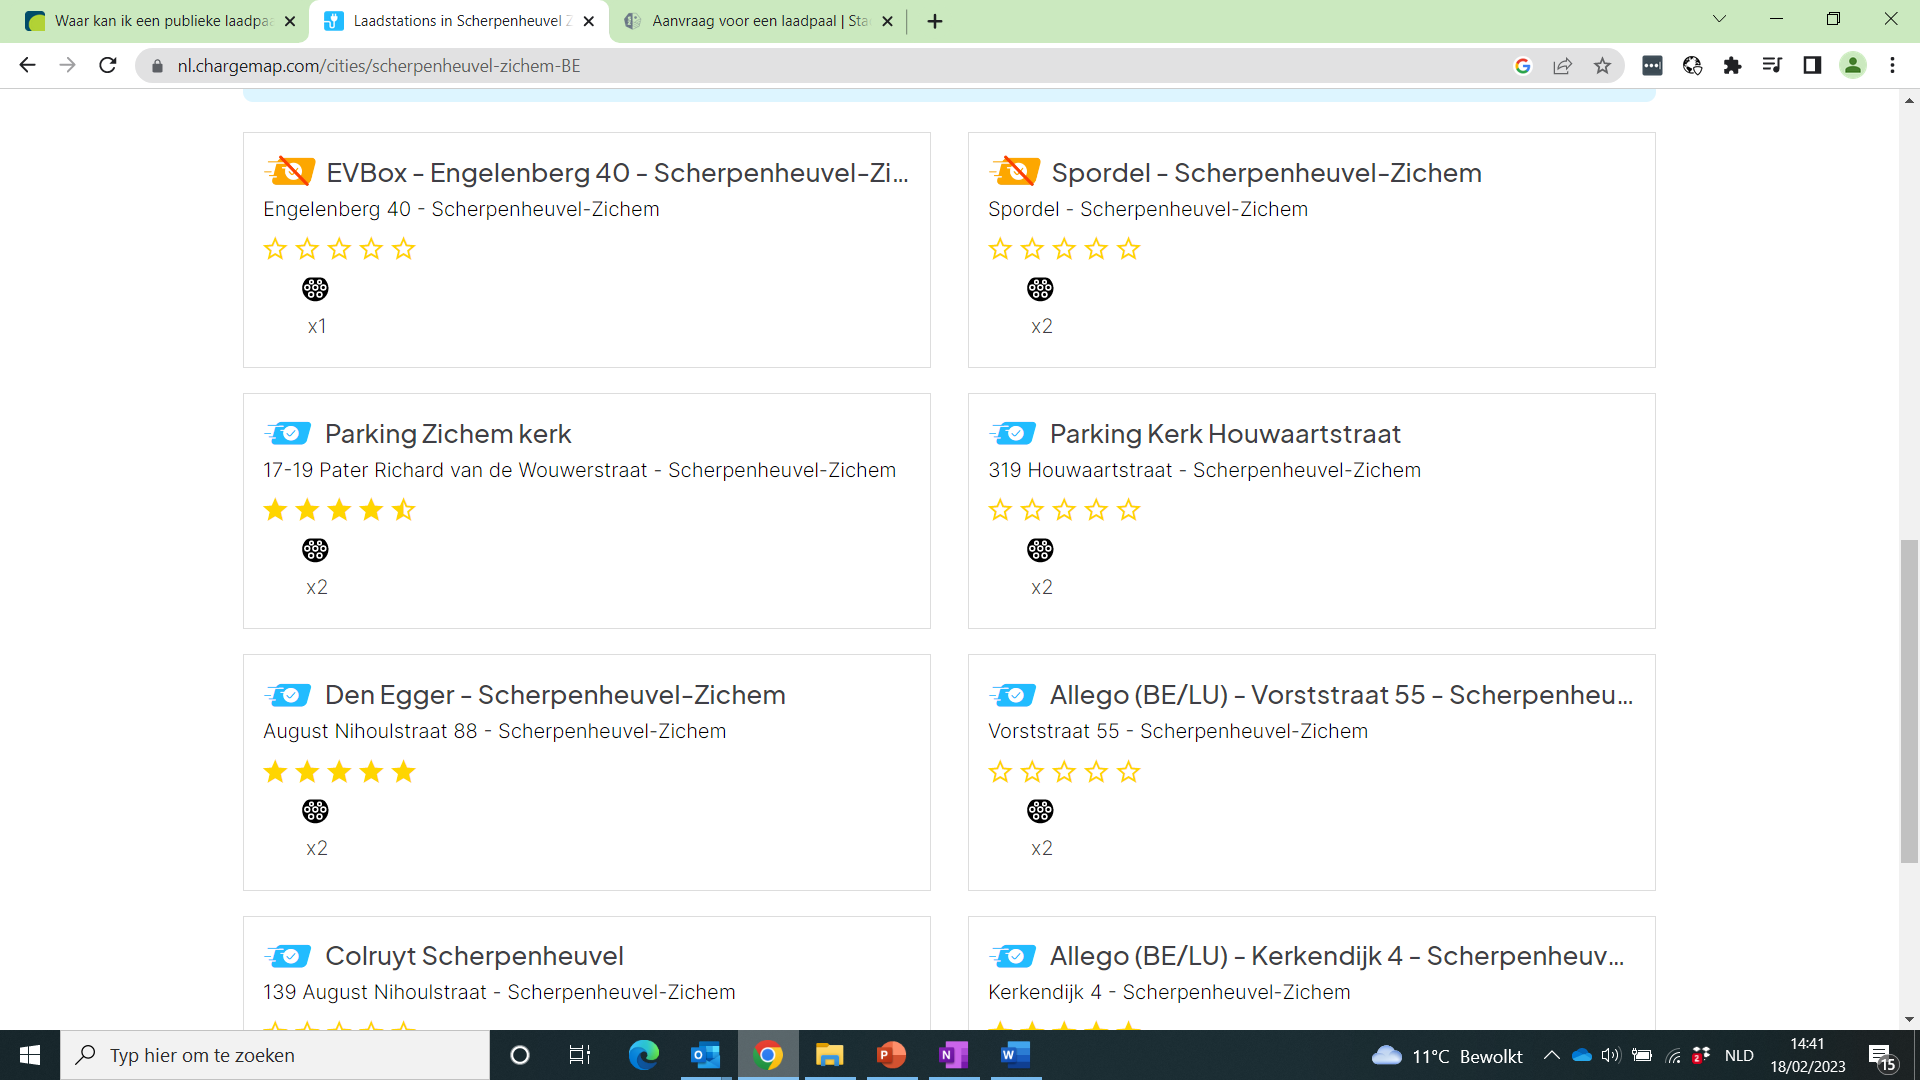 Waar kan ik een publieke laadpaa
Laadstations in Scherpenheuvel Z
Aanvraag voor een laadpaal | Sta
nl.chargemap.com/cities/scherpenheuvel-zichem-BE
EVBox - Engelenberg 40 - Scherpenheuvel-Zi...
Engelenberg 40 - Scherpenheuvel-Zichem
x1
Spordel - Scherpenheuvel-Zichem
Spordel - Scherpenheuvel-Zichem
x2
Parking Zichem kerk
17-19 Pater Richard van de Wouwerstraat - Scherpenheuvel-Zichem
x2
Parking Kerk Houwaartstraat
319 Houwaartstraat - Scherpenheuvel-Zichem
x2
Den Egger - Scherpenheuvel-Zichem
August Nihoulstraat 88 - Scherpenheuvel-Zichem
x2
Allego (BE/LU) - Vorststraat 55 - Scherpenheu...
Vorststraat 55 - Scherpenheuvel-Zichem
x2
Colruyt Scherpenheuvel
139 August Nihoulstraat - Scherpenheuvel-Zichem
Allego (BE/LU) - Kerkendijk 4 - Scherpenheuv...
Kerkendijk 4 - Scherpenheuvel-Zichem
Typ hier om te zoeken
11°C Bewolkt
NLD
14:41
18/02/2023
15